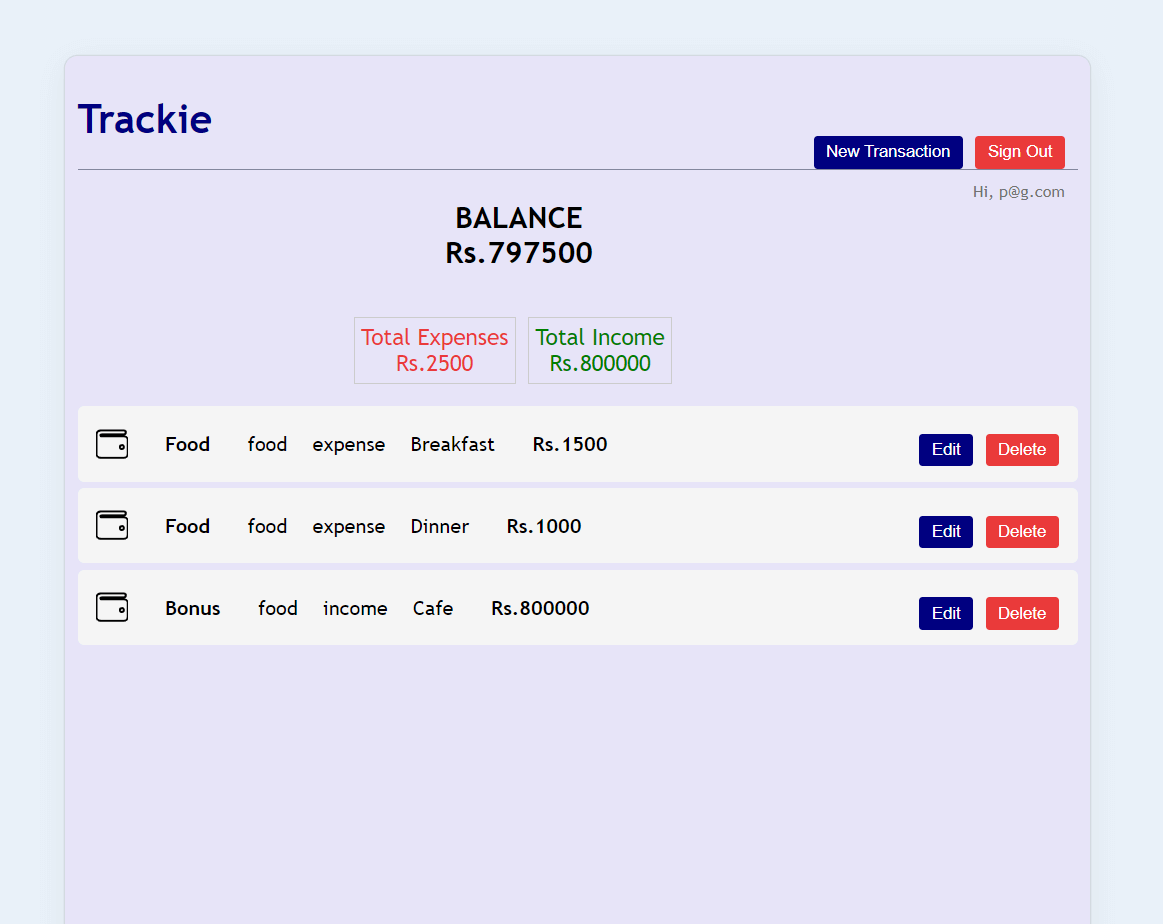 Trackie
New Transaction Sign Out
Hi, p@g.com
BALANCE
Rs.797500
Total Expenses
Rs.2500
Total Income
Rs.800000
Food food expense Breakfast Rs.1500 Edit Delete
Food food expense Dinner Rs.1000 Edit Delete
Bonus food income Cafe Rs.800000 Edit Delete